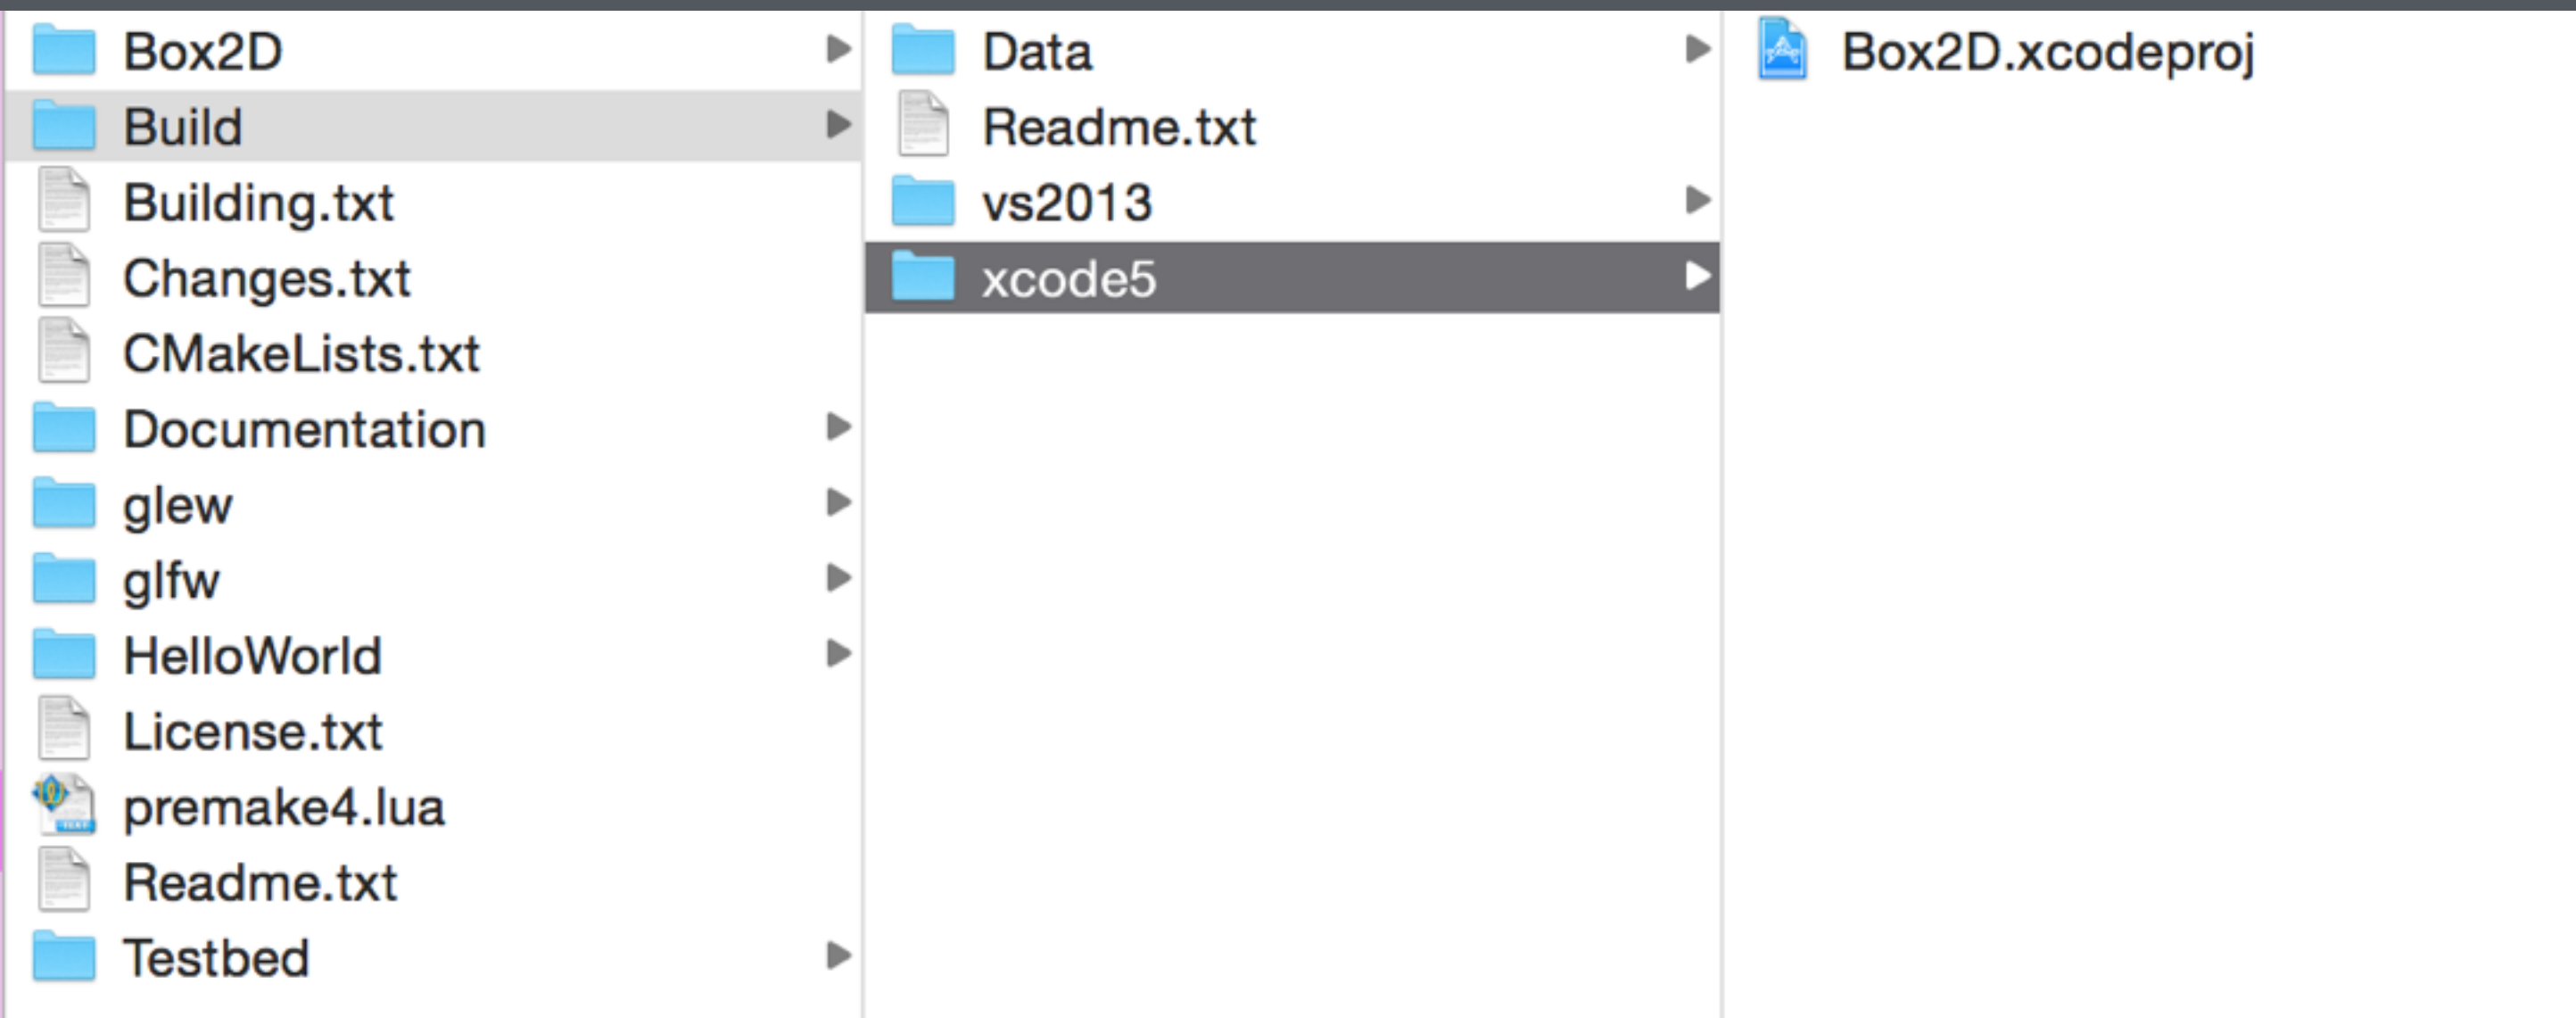 Box2D
Build
Building.txt
Changes.txt
CMakeLists.txt
Documentation
glew
glfw
HelloWorld
License.txt
premake4.lua
Readme.txt
Testbed
Data
Readme.txt
vs2013
xcode5
Box2D.xcodeproj